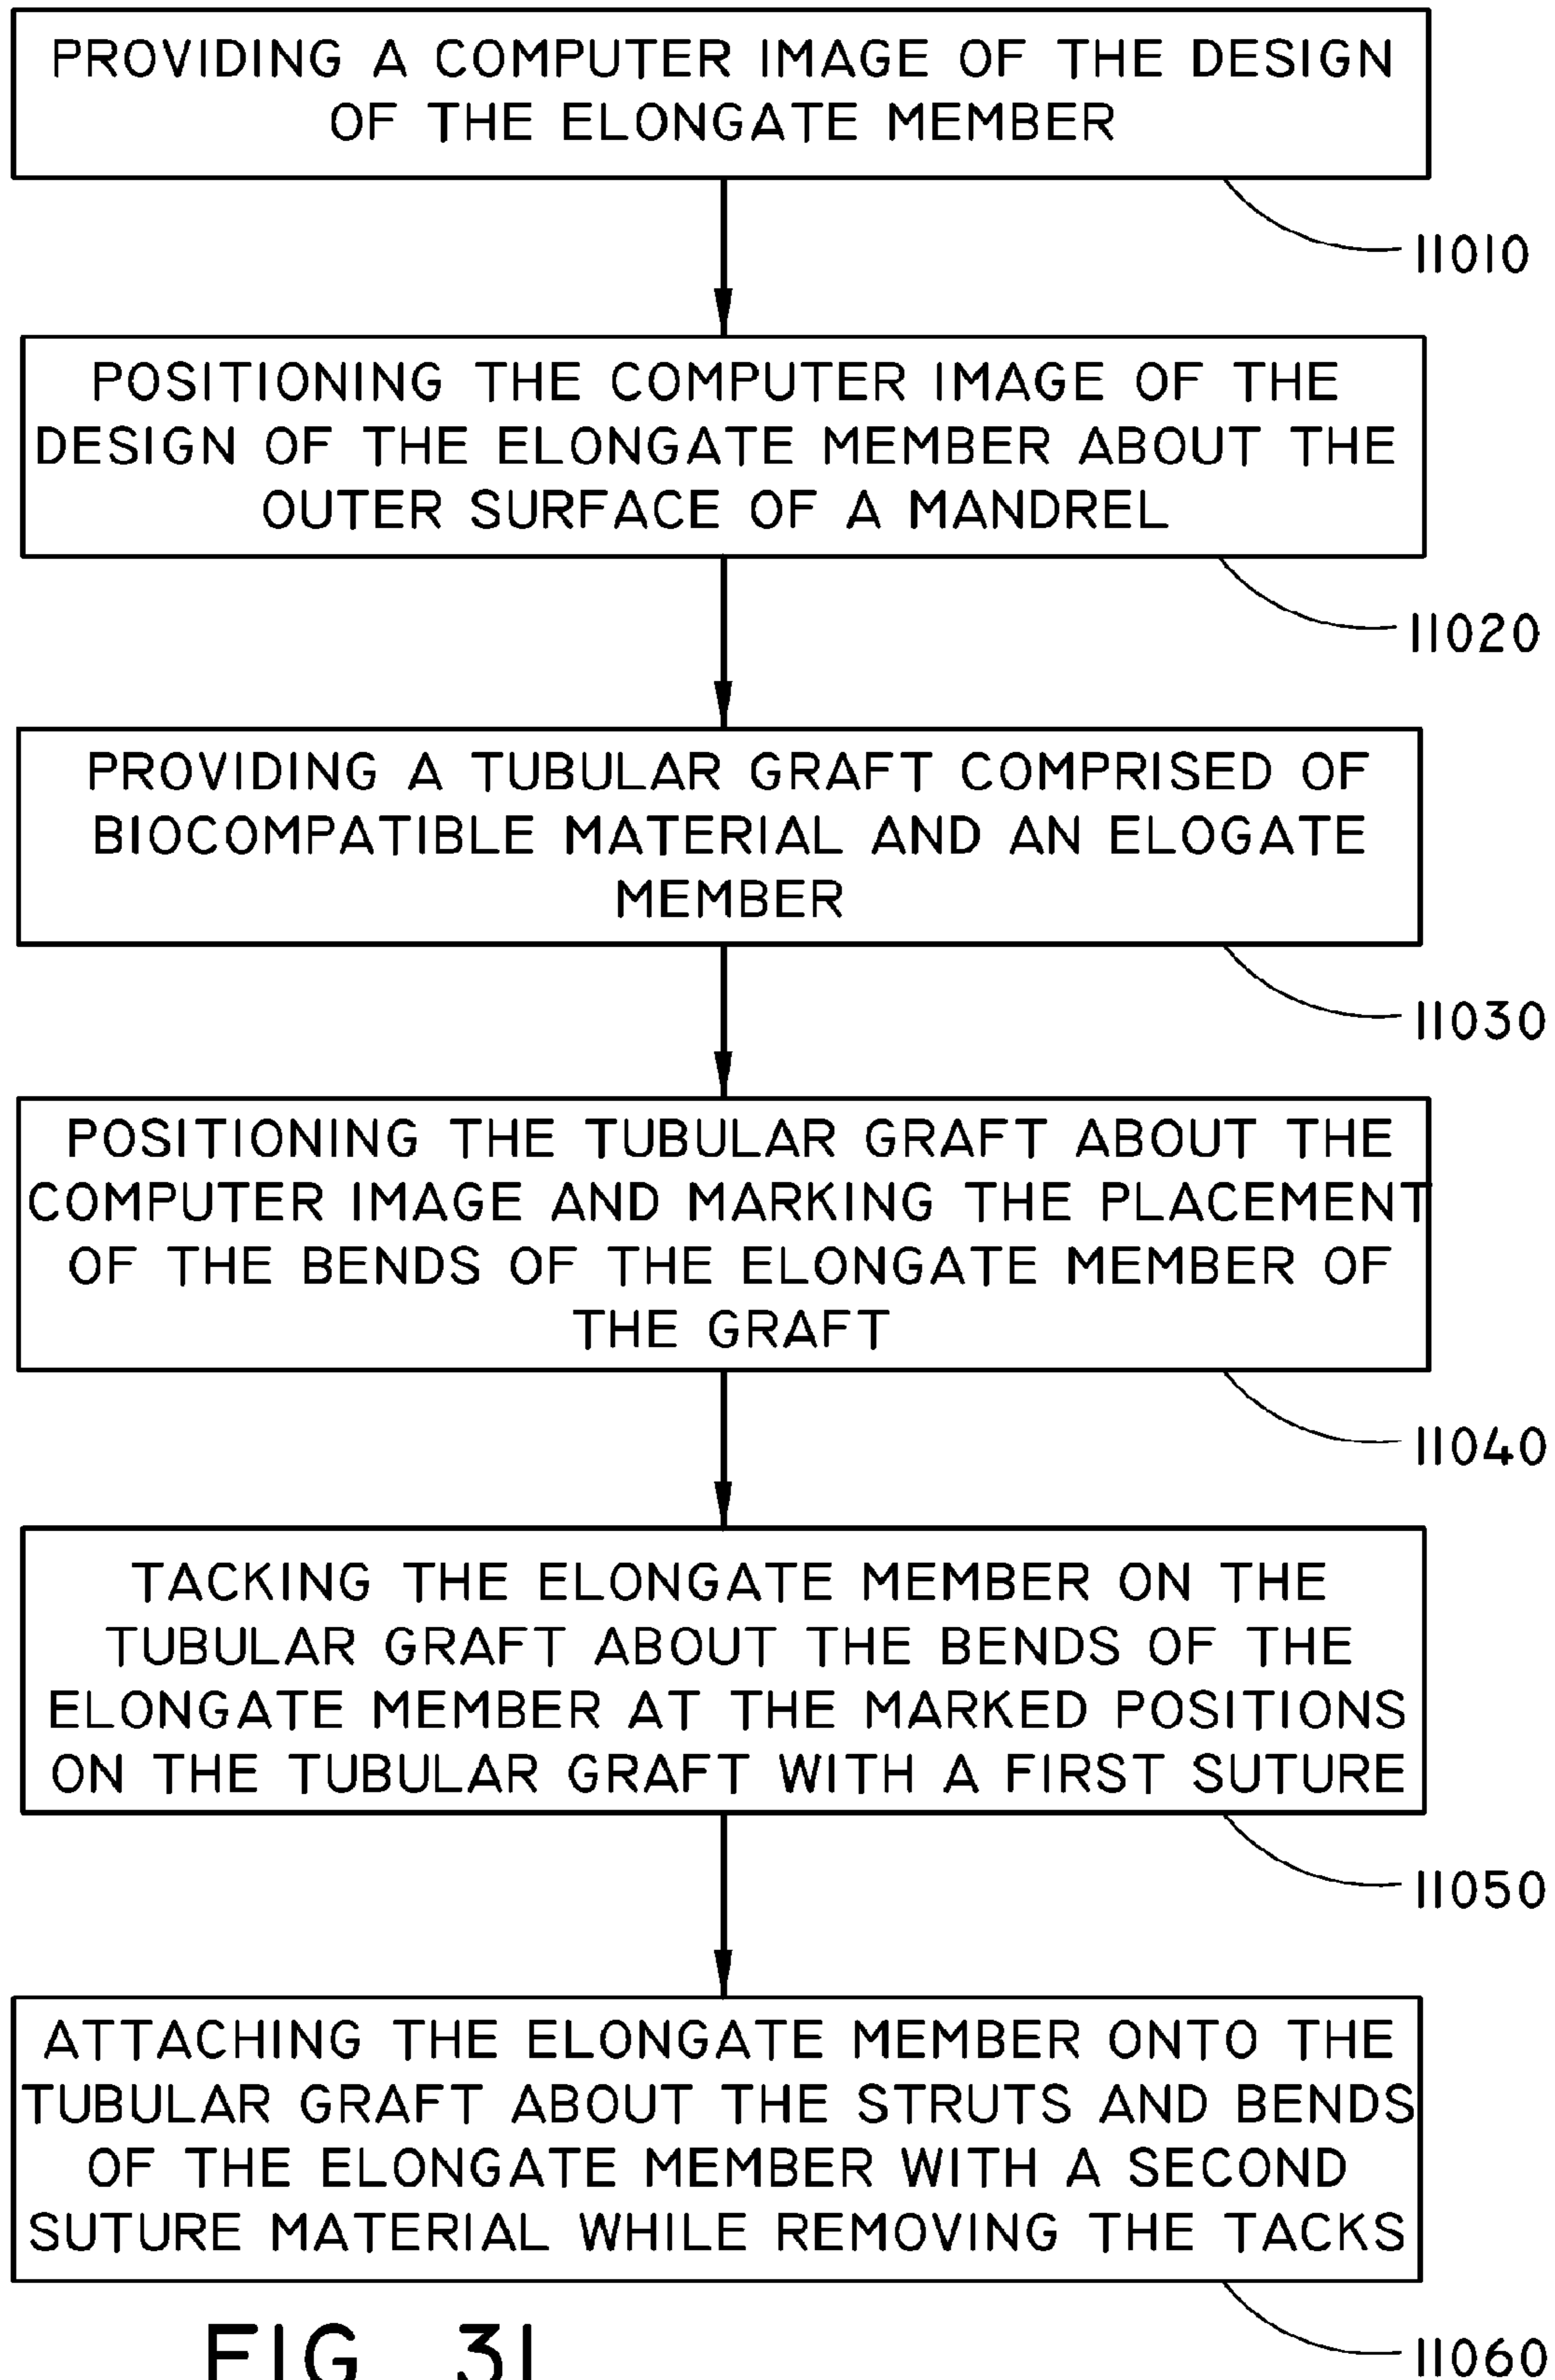 PROVIDING A COMPUTER IMAGE OF THE DESIGN
OF THE ELONGATE MEMBER
11010
POSITIONING THE COMPUTER IMAGE OF THE
DESIGN OF THE ELONGATE MEMBER ABOUT THE
OUTER SURFACE OF A MANDREL
11020
PROVIDING A TUBULAR GRAFT COMPRISED OF
BIOCOMPATIBLE MATERIAL AND AN ELOGATE
MEMBER
11030
POSITIONING THE TUBULAR GRAFT ABOUT THE
COMPUTER IMAGE AND MARKING THE PLACEMENT
OF THE BENDS OF THE ELONGATE MEMBER OF
THE GRAFT
11040
TACKING THE ELONGATE MEMBER ON THE
TUBULAR GRAFT ABOUT THE BENDS OF THE
ELONGATE MEMBER AT THE MARKED POSITIONS
ON THE TUBULAR GRAFT WITH A FIRST SUTURE
11050
ATTACHING THE ELONGATE MEMBER ONTO THE
TUBULAR GRAFT ABOUT THE STRUTS AND BENDS
OF THE ELONGATE MEMBER WITH A SECOND
SUTURE MATERIAL WHILE REMOVING THE TACKS
11060
FIG. 31